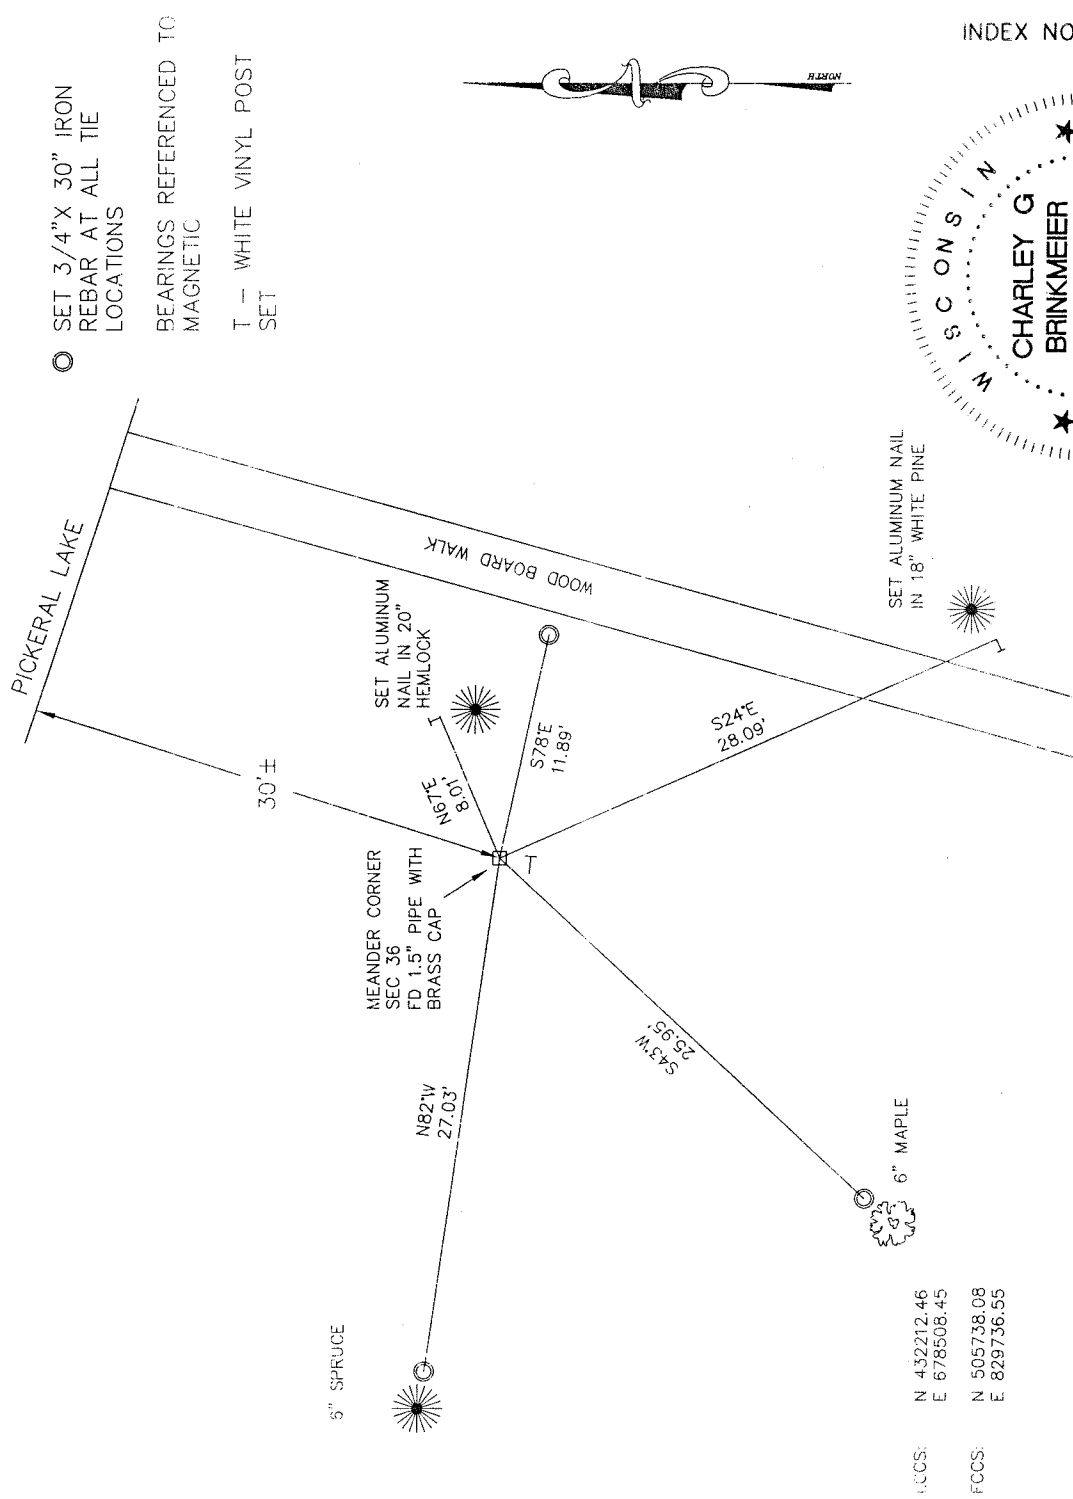 SET 3/4"X 30" IRON
REBAR AT ALL TIE
LOCATIONS
BEARINGS REFERENCED TO
MAGNETIC
T – WHITE VINYL POST
SET
NORTH
INDEX NO
WISCONSIN
CHARLEY G
BRINKMEIER
PICKERAL LAKE
30'±
WOOD BOARD WALK
SET ALUMINUM
NAIL IN 20"
HEMLOCK
SET ALUMINUM NAIL
IN 18" WHITE PINE
N67°E
8.01'
S78°E
11.89'
S24°E
28.09'
T
MEANDER CORNER
SEC 36
FD 1.5" PIPE WITH
BRASS CAP
N82°W
27.03'
S43°W
25.95'
6" SPRUCE
6" MAPLE
CCS: N 432212.46
E 678508.45
FCCS: N 505738.08
E 829736.55